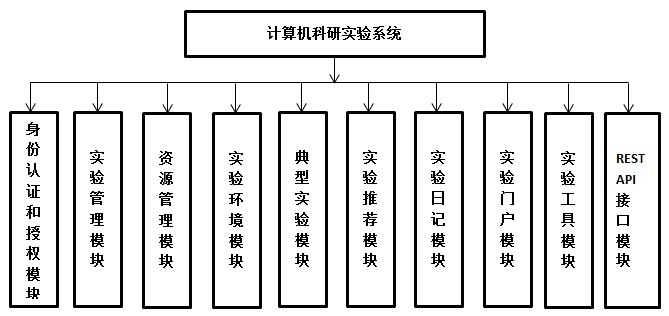 计算机科研实验系统
身份认证和授权模块
实验管理模块
资源管理模块
实验环境模块
典型实验模块
实验推荐模块
实验日记模块
实验门户模块
实验工具模块
REST
API
接口模块